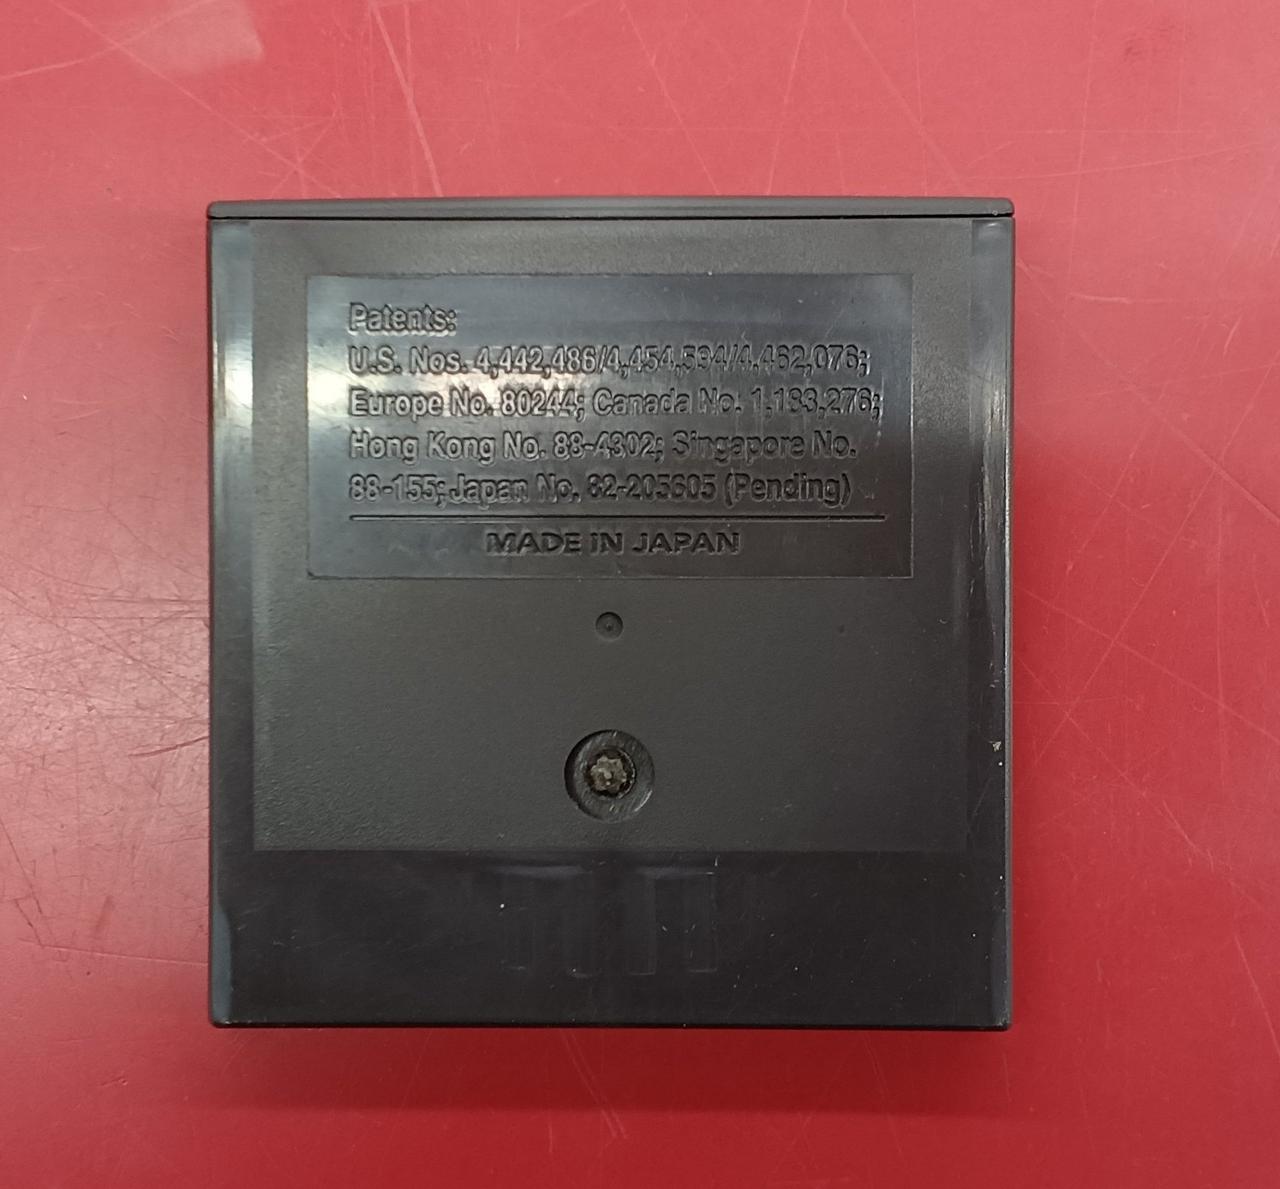 Patents:
U.S. Nos. 4,442,486/4,454,594/4,462,076;
Europe No. 80244; Canada No. 1,183,276;
Hong Kong No. 88-4302; Singapore No.
88-155; Japan No. 82-205605 (Pending)
MADE IN JAPAN